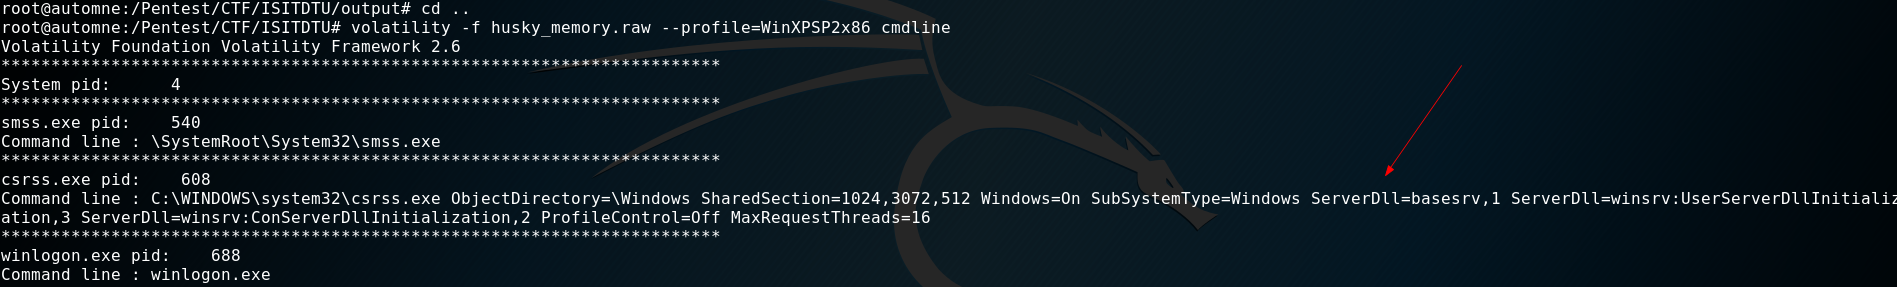 root@automne:/Pentest/CTF/ISITDTU/output# cd ..
root@automne:/Pentest/CTF/ISITDTU# volatility -f husky_memory.raw --profile=WinXPSP2x86 cmdline
Volatility Foundation Volatility Framework 2.6
************************************************************************
System pid:      4
************************************************************************
smss.exe pid:    540
Command line : \SystemRoot\System32\smss.exe
************************************************************************
csrss.exe pid:    608
Command line : C:\WINDOWS\system32\csrss.exe ObjectDirectory=\Windows SharedSection=1024,3072,512 Windows=On SubSystemType=Windows ServerDll=basesrv,1 ServerDll=winsrv:UserServerDllInitializ
ation,3 ServerDll=winsrv:ConServerDllInitialization,2 ProfileControl=Off MaxRequestThreads=16
************************************************************************
winlogon.exe pid:    688
Command line : winlogon.exe